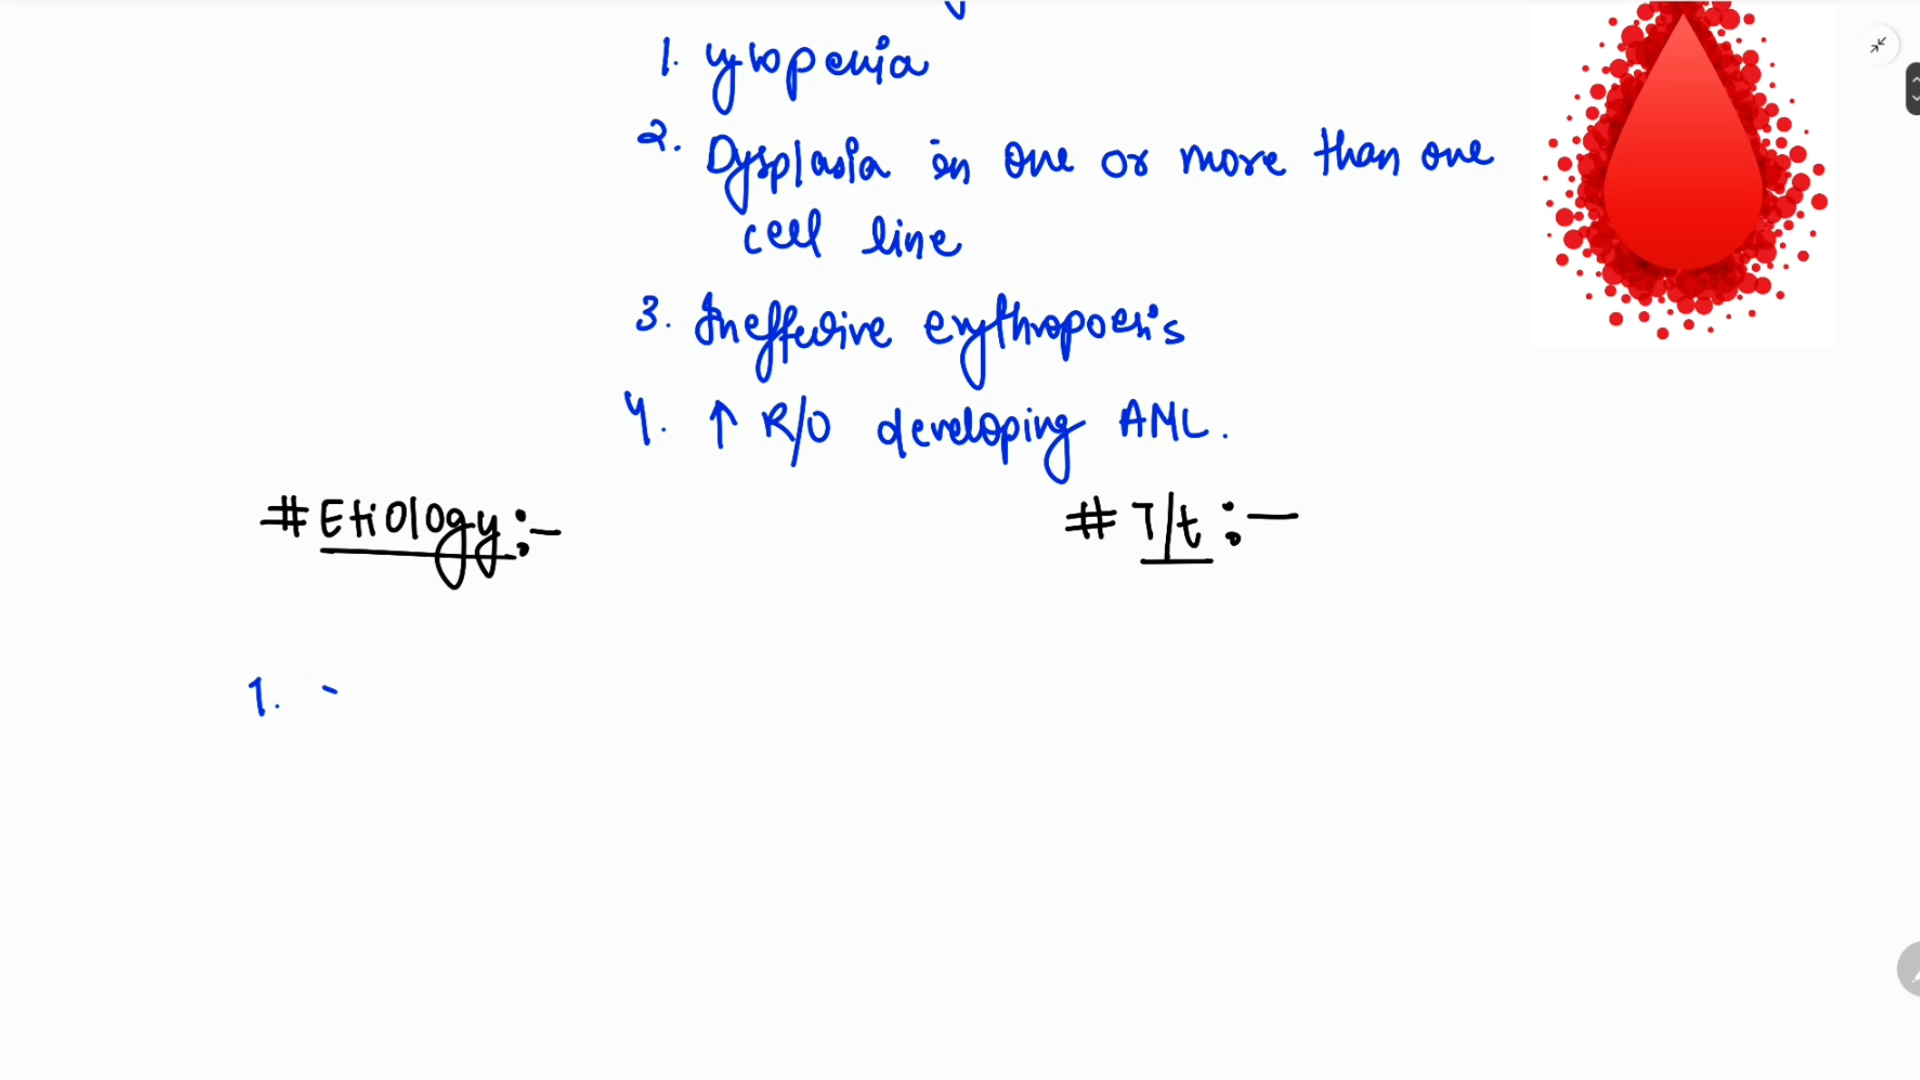 1. cytopenia
2. Dysplasia in one or more than one
cell line
3. Ineffective erythropoesis
4. ↑ R/O developing AML.
# Etiology :-
# T/t :-
1.